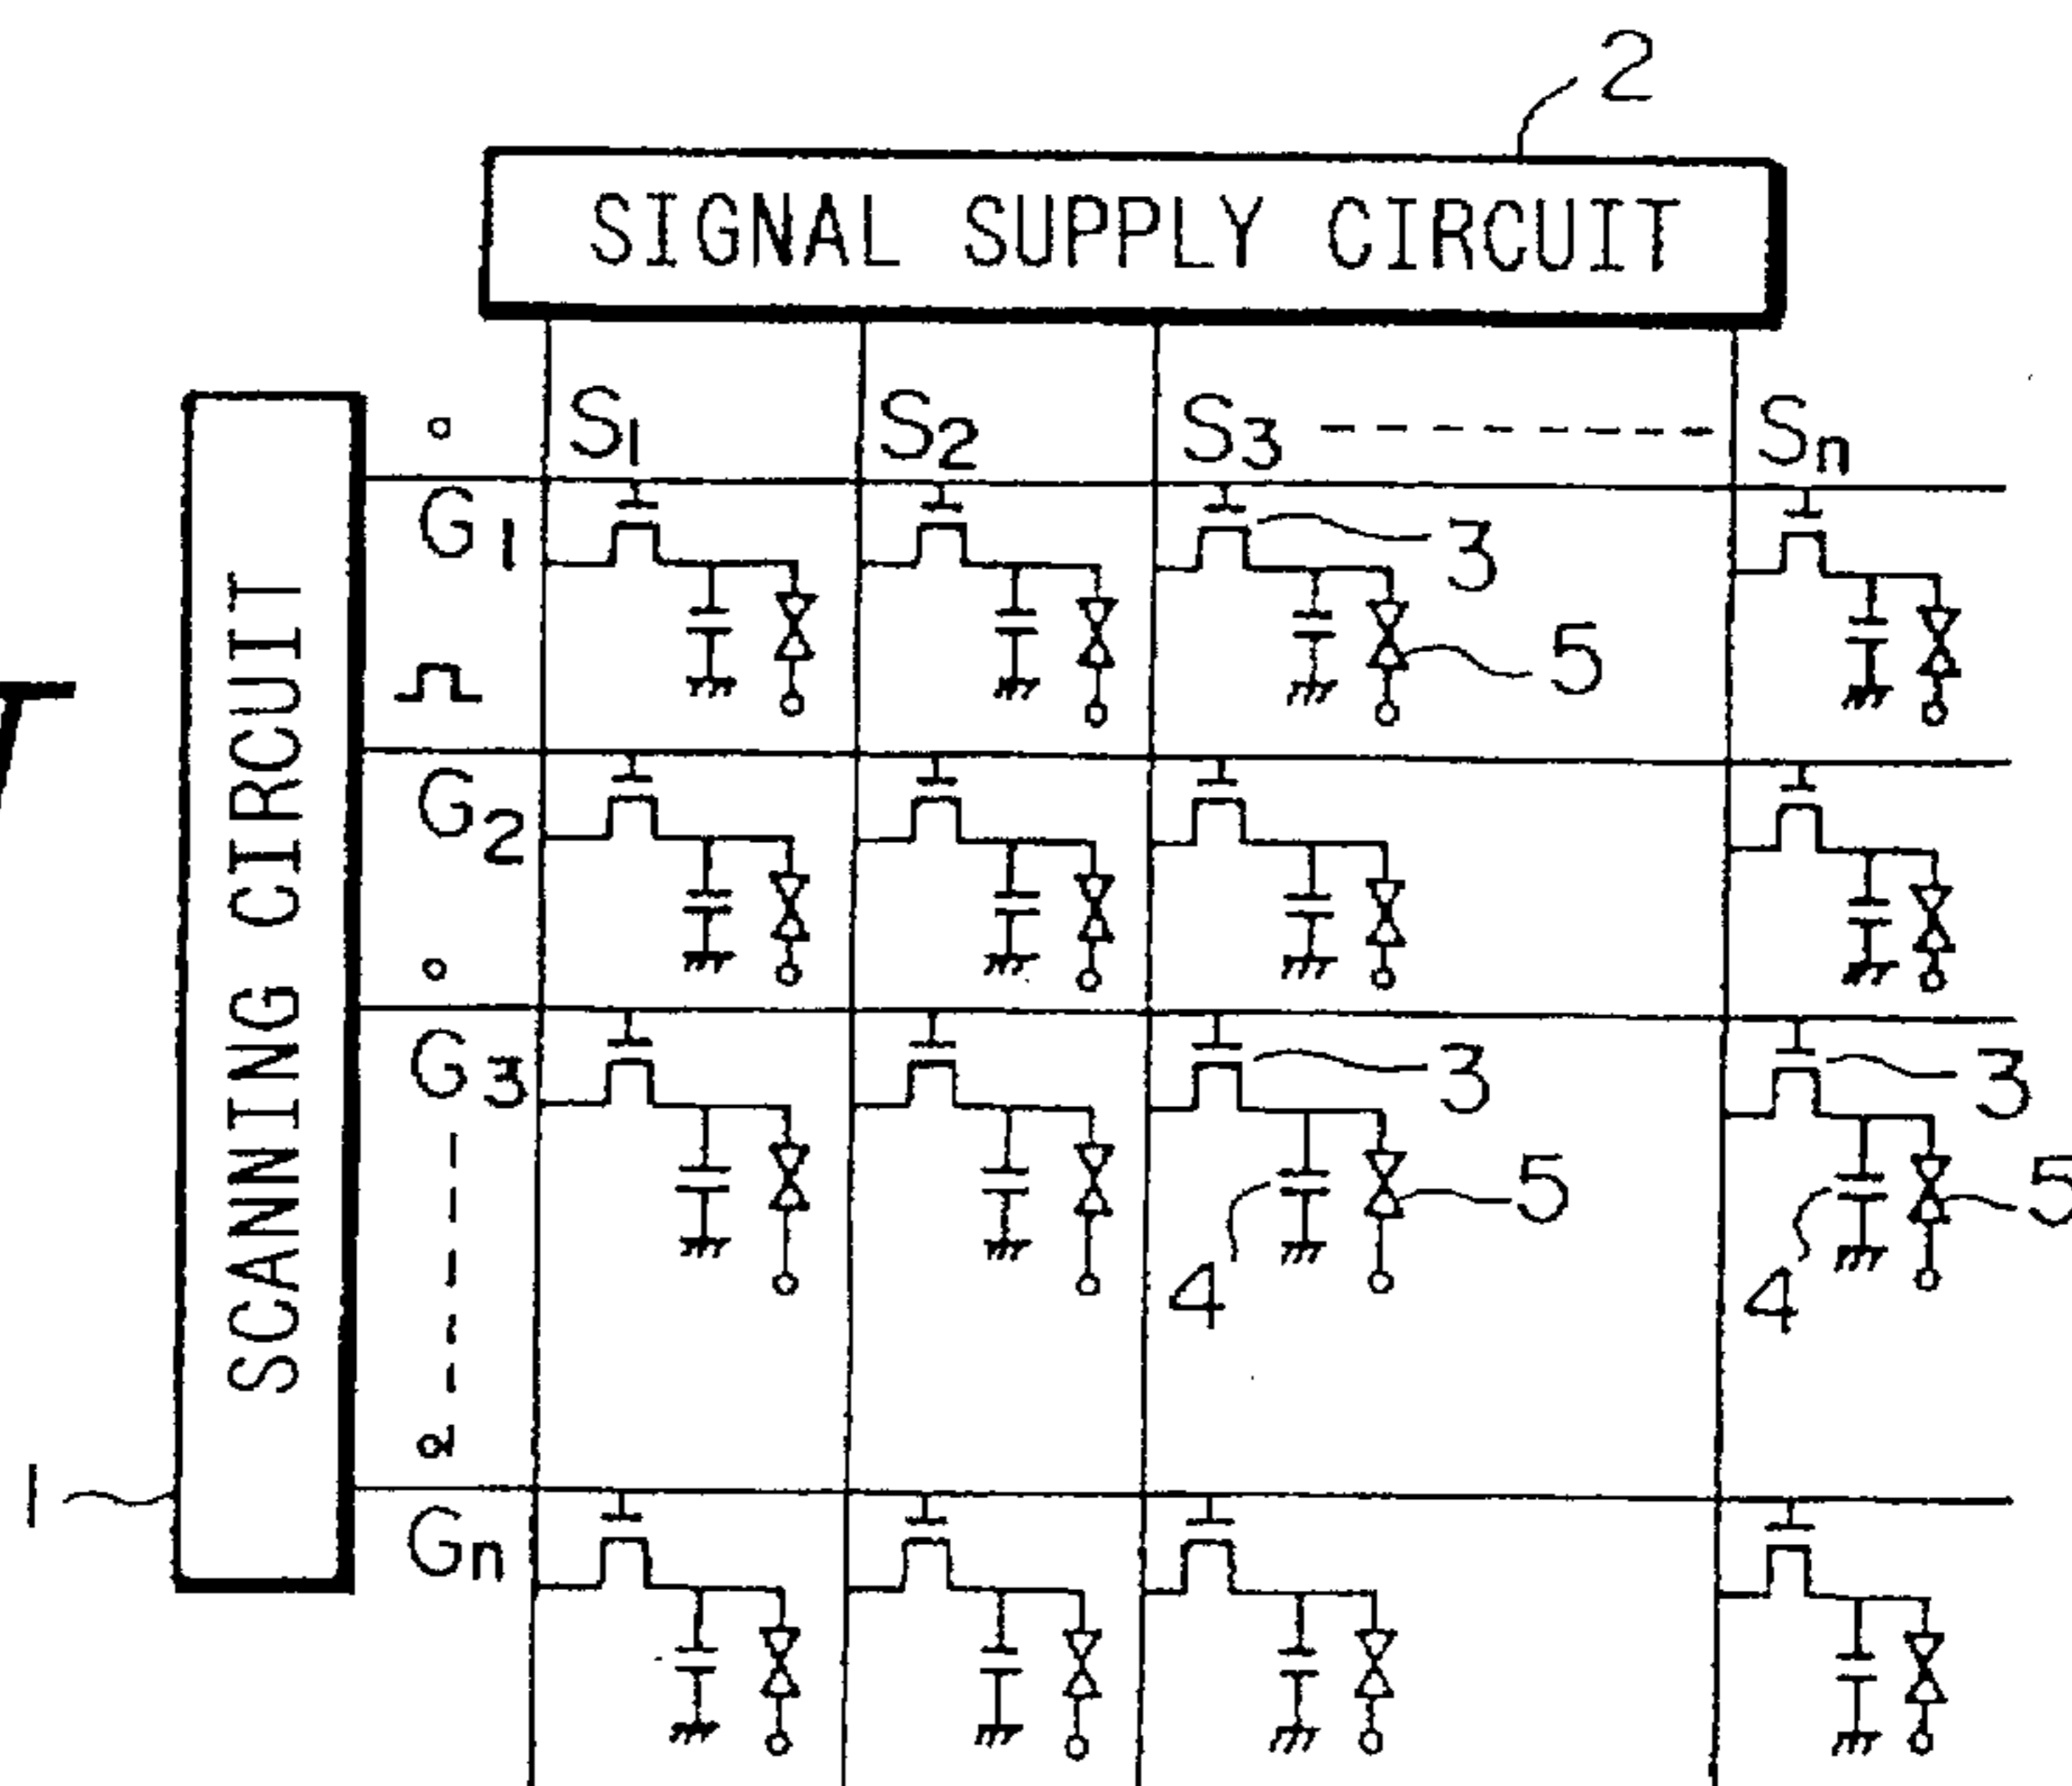 2
SIGNAL SUPPLY CIRCUIT
S1 S2 S3 Sn
SCANNING CIRCUIT
G1
3
5
G2
G3
3
3
5
5
4
4
1
Gn